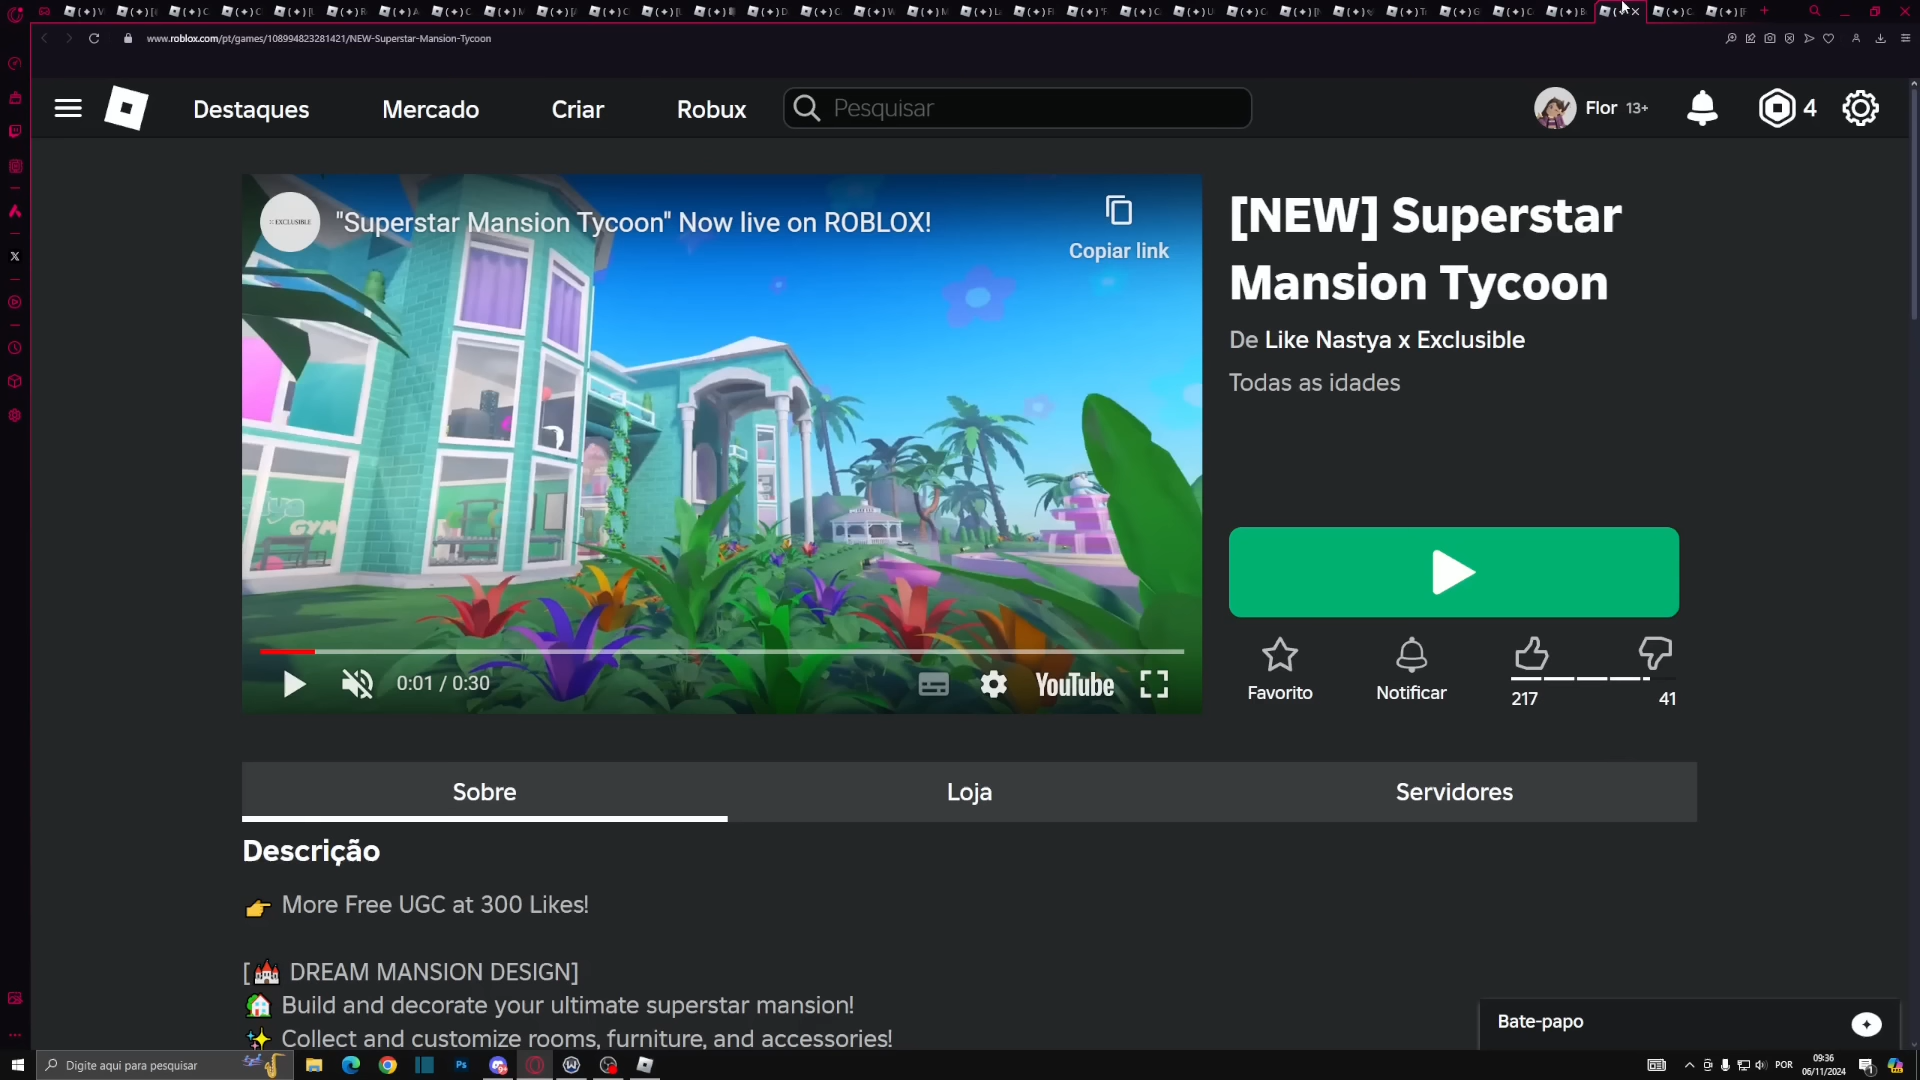 www.roblox.com/pt/games/108994823281421/NEW-Superstar-Mansion-Tycoon
Destaques
Mercado
Criar
Robux
Pesquisar
Flor 13+
4
EXCLUSIBLE
"Superstar Mansion Tycoon" Now live on ROBLOX!
Copiar link
GYM
0:01 / 0:30
YouTube
[NEW] Superstar
Mansion Tycoon
De Like Nastya x Exclusible
Todas as idades
Favorito
Notificar
217
41
Sobre
Loja
Servidores
Descrição
👉 More Free UGC at 300 Likes!
[🏰 DREAM MANSION DESIGN]
🏡 Build and decorate your ultimate superstar mansion!
✨ Collect and customize rooms, furniture, and accessories!
Bate-papo
Digite aqui para pesquisar
Ps
POR
09:36
06/11/2024